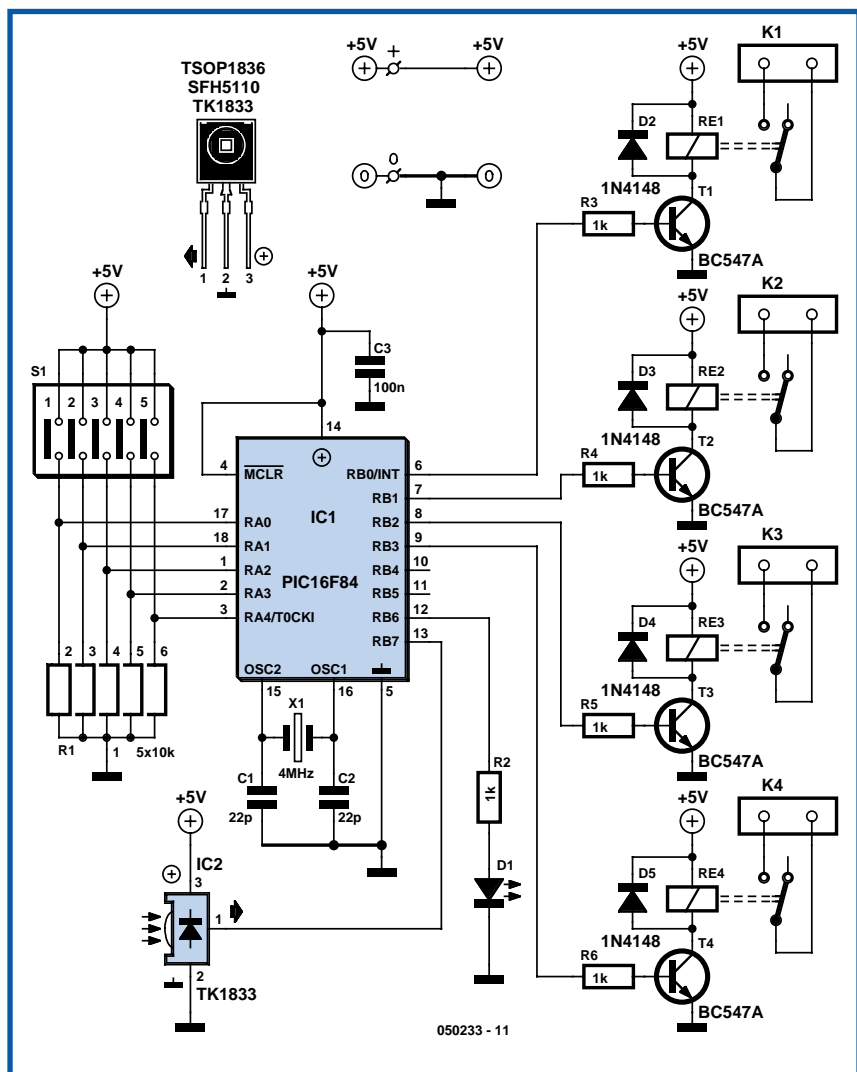 TSOP1836
SFH5110
TK1833
1 2 3
+5V + +5V
0 0 0
+5V
K1
D2
RE1
1N4148
T1
R3
1k
BC547A
+5V
K2
D3
RE2
1N4148
T2
R4
1k
BC547A
+5V
K3
D4
RE3
1N4148
T3
R5
1k
BC547A
+5V
K4
D5
RE4
1N4148
T4
R6
1k
BC547A
+5V
S1
1 2 3 4 5
+5V
C3
100n
14
4 MCLR
17 RA0
18 RA1
1 RA2
2 RA3
3 RA4/T0CKI
IC1
PIC16F84
RB0/INT 6
RB1 7
RB2 8
RB3 9
RB4 10
RB5 11
RB6 12
RB7 13
OSC2 OSC1
15 16 5
X1
4MHz
C1
22p
C2
22p
2 3 4 5 6
R1 1 5x10k
R2
1k
D1
+5V
IC2
3
1
2
TK1833
050233 - 11